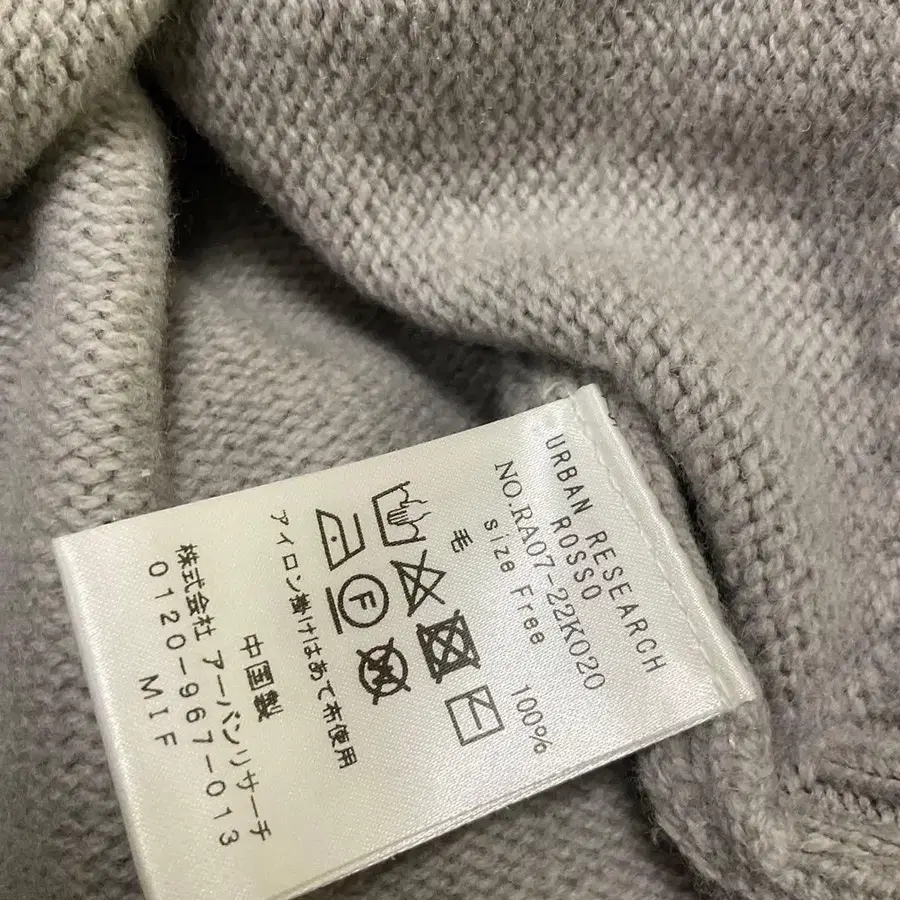 URBAN RESEARCH
ROSSO
NO.RA07-22K020
size Free
毛 100%
F
アイロン掛けはあて布使用
中国製
株式会社 アーバンリサーチ
0120-967-013
MIF